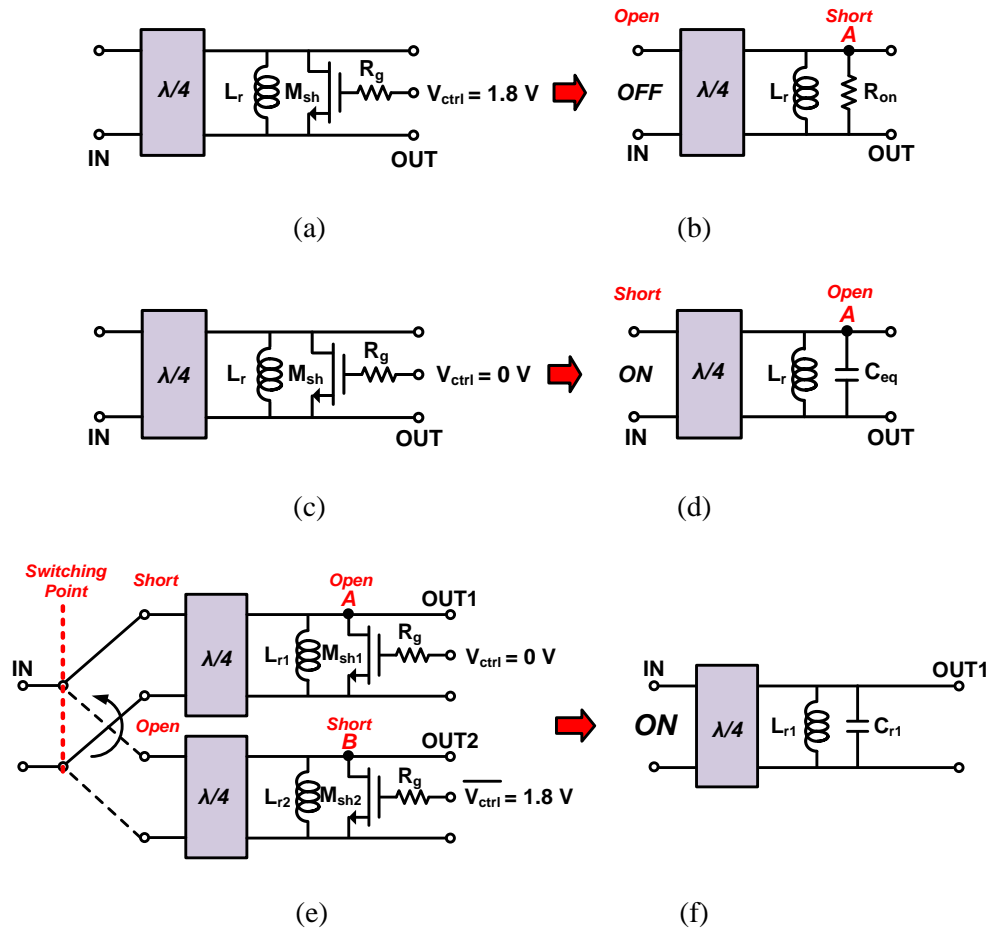 Open
Short
A
λ/4
Lr
Msh
Rg
Vctrl = 1.8 V
IN
OUT
OFF
λ/4
Lr
Ron
IN
OUT
(a)
(b)
Short
Open
A
λ/4
Lr
Msh
Rg
Vctrl = 0 V
IN
OUT
ON
λ/4
Lr
Ceq
IN
OUT
(c)
(d)
Switching
Point
Short
Open
A
OUT1
λ/4
Lr1
Msh1
Rg
Vctrl = 0 V
IN
Open
Short
B
OUT2
λ/4
Lr2
Msh2
Rg
V̅c̅t̅r̅l̅ = 1.8 V
IN
OUT1
ON
λ/4
Lr1
Cr1
(e)
(f)